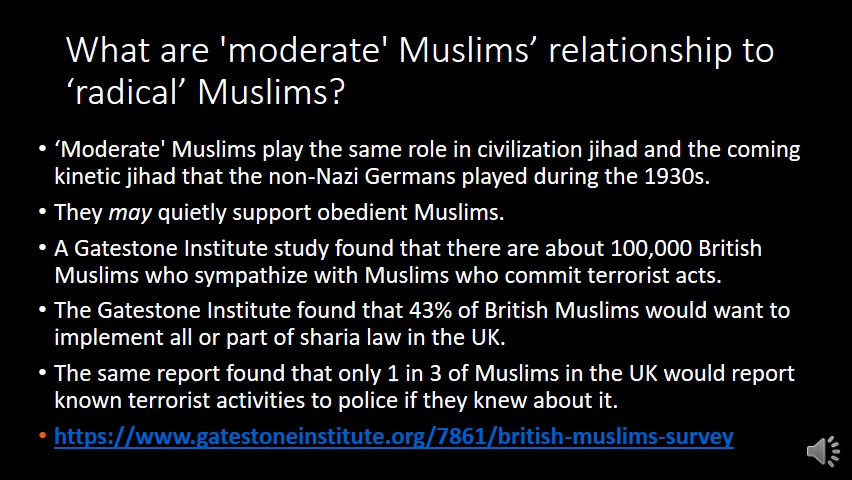 What are 'moderate' Muslims’ relationship to
‘radical’ Muslims?
• ‘Moderate' Muslims play the same role in civilization jihad and the coming
kinetic jihad that the non-Nazi Germans played during the 1930s.
• They may quietly support obedient Muslims.
• A Gatestone Institute study found that there are about 100,000 British
Muslims who sympathize with Muslims who commit terrorist acts.
• The Gatestone Institute found that 43% of British Muslims would want to
implement all or part of sharia law in the UK.
• The same report found that only 1 in 3 of Muslims in the UK would report
known terrorist activities to police if they knew about it.
• https://www.gatestoneinstitute.org/7861/british-muslims-survey